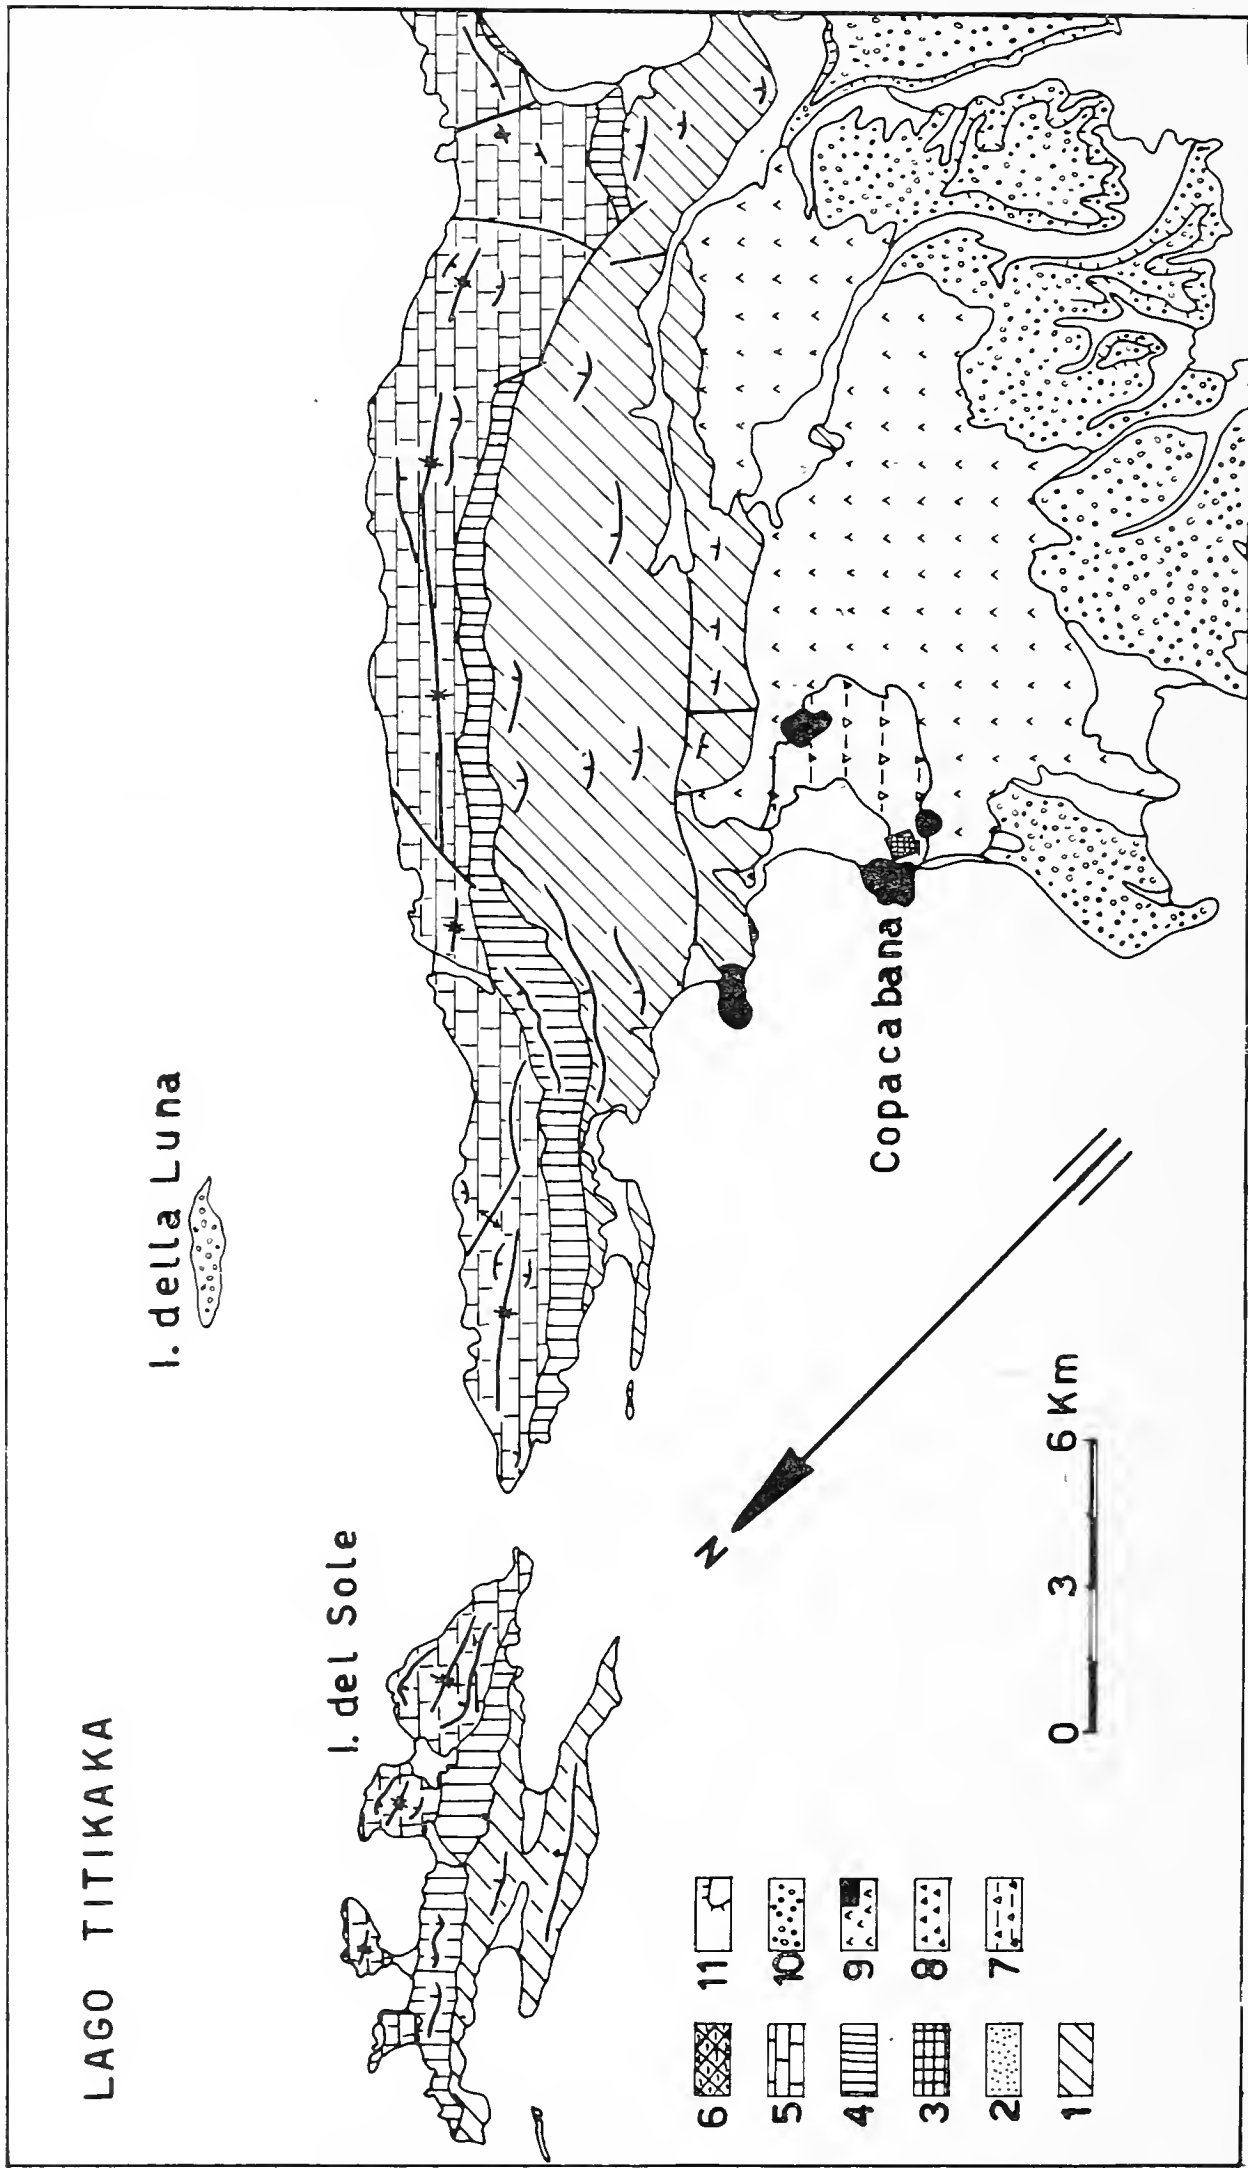 LAGO TITIKAKA
I. della Luna
I. del Sole
Copacabana
N
0 3 6 Km
6 11
5 10
4 9
3 8
2 7
1